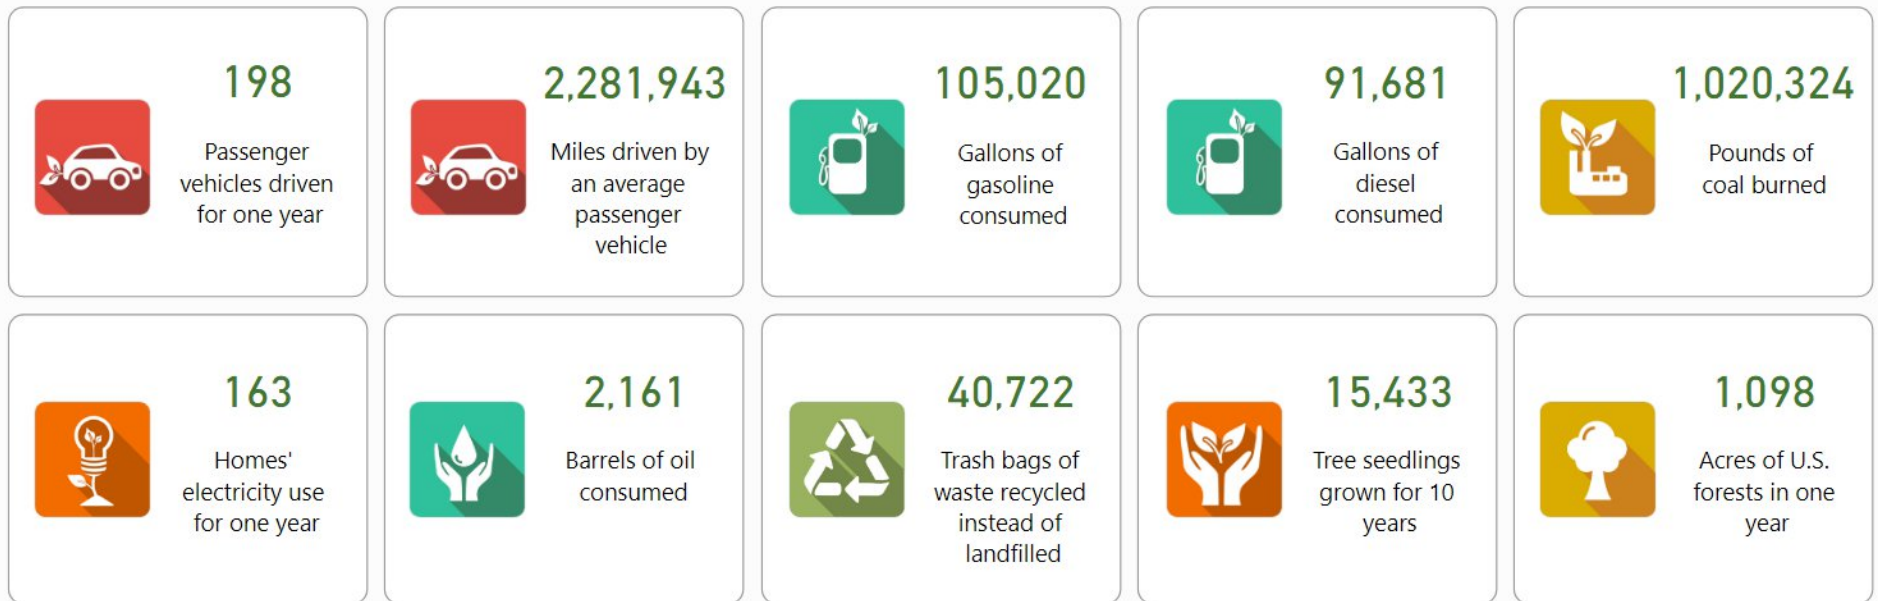 198
Passenger
vehicles driven
for one year
2,281,943
Miles driven by
an average
passenger
vehicle
105,020
Gallons of
gasoline
consumed
91,681
Gallons of
diesel
consumed
1,020,324
Pounds of
coal burned
163
Homes'
electricity use
for one year
2,161
Barrels of oil
consumed
40,722
Trash bags of
waste recycled
instead of
landfilled
15,433
Tree seedlings
grown for 10
years
1,098
Acres of U.S.
forests in one
year